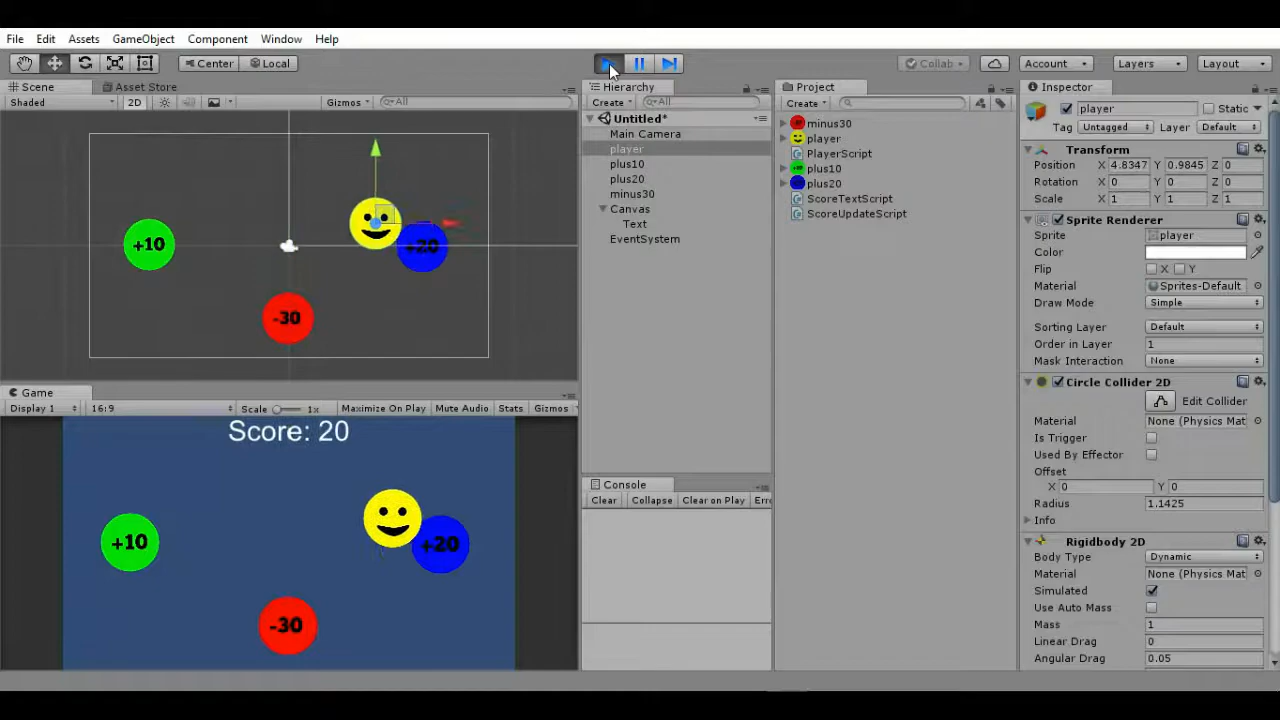 File Edit Assets GameObject Component Window Help
Center Local Collab Account Layers Layout
Scene Asset Store
Shaded 2D Gizmos All
+10
+20
-30
Game
Display 1 16:9 Scale 1x Maximize On Play Mute Audio Stats Gizmos
Score: 20
+10
+20
-30
Hierarchy
Create All
Untitled*
Main Camera
player
plus10
plus20
minus30
Canvas
Text
EventSystem
Console
Clear Collapse Clear on Play Erro
Project
Create
minus30
player
PlayerScript
plus10
plus20
ScoreTextScript
ScoreUpdateScript
Inspector
player Static
Tag Untagged Layer Default
Transform
Position X 4.8347 Y 0.9845 Z 0
Rotation X 0 Y 0 Z 0
Scale X 1 Y 1 Z 1
Sprite Renderer
Sprite player
Color
Flip X Y
Material Sprites-Default
Draw Mode Simple
Sorting Layer Default
Order in Layer 1
Mask Interaction None
Circle Collider 2D
Edit Collider
Material None (Physics Mat
Is Trigger
Used By Effector
Offset
X 0 Y 0
Radius 1.1425
Info
Rigidbody 2D
Body Type Dynamic
Material None (Physics Mat
Simulated
Use Auto Mass
Mass 1
Linear Drag 0
Angular Drag 0.05